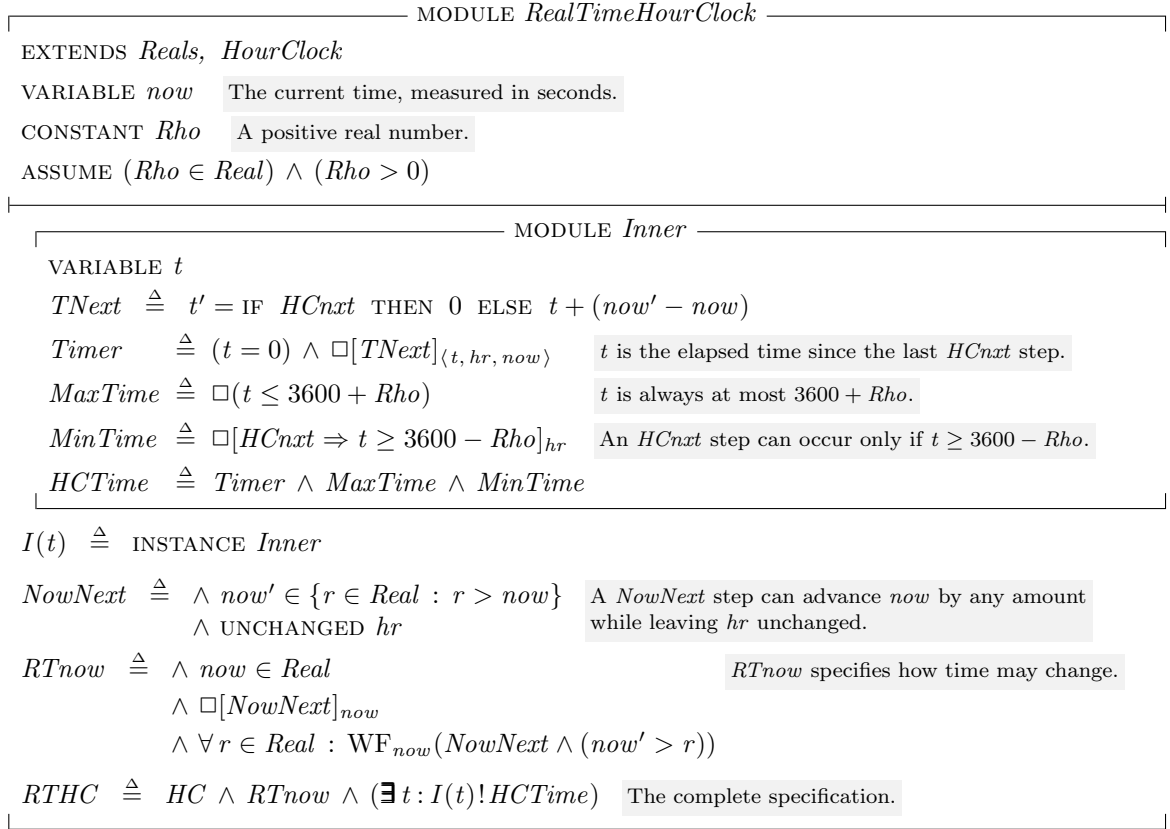 MODULE RealTimeHourClock
EXTENDS Reals, HourClock
VARIABLE now The current time, measured in seconds.
CONSTANT Rho A positive real number.
ASSUME (Rho ∈ Real) ∧ (Rho > 0)
MODULE Inner
VARIABLE t
TNext ≜ t′ = IF HCnxt THEN 0 ELSE t + (now′ − now)
Timer ≜ (t = 0) ∧ □[TNext]⟨t, hr, now⟩ t is the elapsed time since the last HCnxt step.
MaxTime ≜ □(t ≤ 3600 + Rho) t is always at most 3600 + Rho.
MinTime ≜ □[HCnxt ⇒ t ≥ 3600 − Rho]hr An HCnxt step can occur only if t ≥ 3600 − Rho.
HCTime ≜ Timer ∧ MaxTime ∧ MinTime
I(t) ≜ INSTANCE Inner
NowNext ≜ ∧ now′ ∈ {r ∈ Real : r > now} A NowNext step can advance now by any amount
∧ UNCHANGED hr while leaving hr unchanged.
RTnow ≜ ∧ now ∈ Real RTnow specifies how time may change.
∧ □[NowNext]now
∧ ∀ r ∈ Real : WFnow(NowNext ∧ (now′ > r))
RTHC ≜ HC ∧ RTnow ∧ (∃ t : I(t)!HCTime) The complete specification.